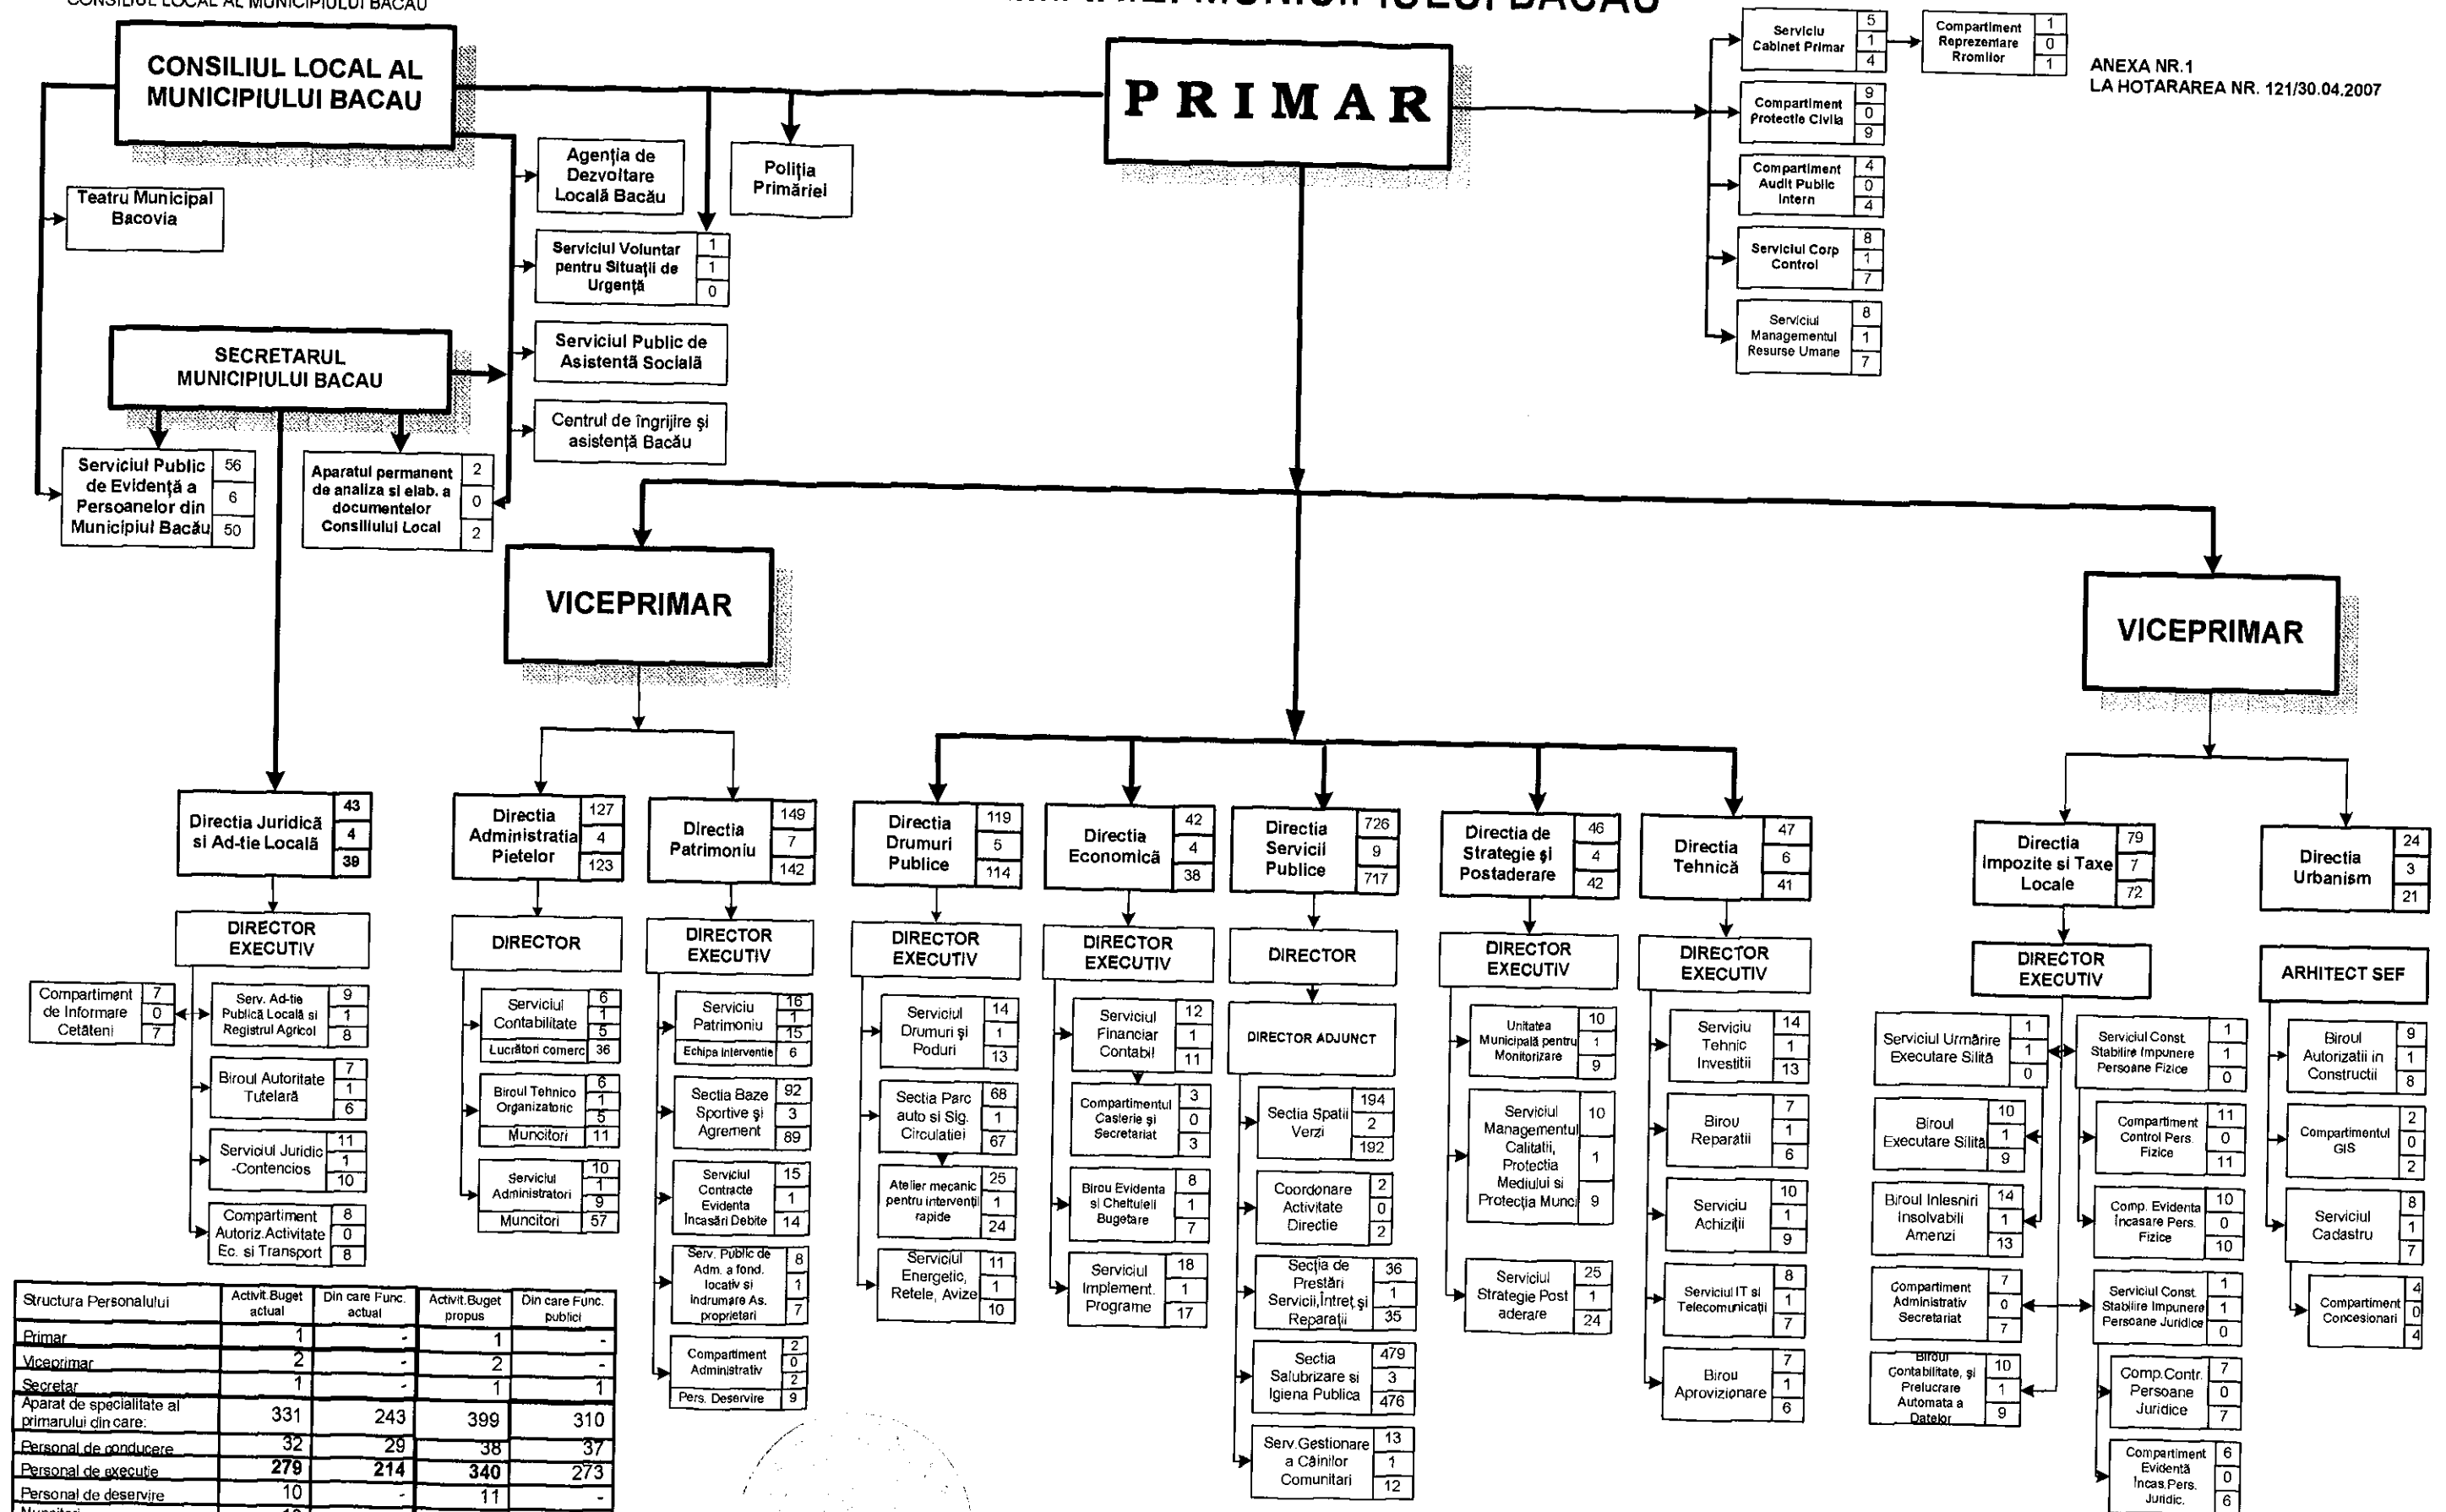 CONSILIUL LOCAL AL MUNICIPIULUI BACAU
MUNICIPIULUI BACAU
ANEXA NR.1
LA HOTARAREA NR. 121/30.04.2007
CONSILIUL LOCAL AL
MUNICIPIULUI BACAU
PRIMAR
Serviciu
Cabinet Primar
5
1
4
Compartiment
Reprezentare
Rromilor
1
0
1
Compartiment
Protectie Civila
9
0
9
Compartiment
Audit Public
Intern
4
0
4
Serviciul Corp
Control
8
1
7
Serviciul
Managementul
Resurse Umane
8
1
7
Teatru Municipal
Bacovia
Agenția de
Dezvoltare
Locală Bacău
Poliția
Primăriei
Serviciul Voluntar
pentru Situații de
Urgență
1
1
0
Serviciul Public de
Asistentă Socială
Centrul de îngrijire și
asistență Bacău
SECRETARUL
MUNICIPIULUI BACAU
Serviciul Public
de Evidență a
Persoanelor din
Municipiul Bacău
56
6
50
Aparatul permanent
de analiza si elab. a
documentelor
Consiliului Local
2
0
2
VICEPRIMAR
VICEPRIMAR
Directia Juridică
si Ad-tie Locală
43
4
39
Directia
Administratia
Pietelor
127
4
123
Directia
Patrimoniu
149
7
142
Directia
Drumuri
Publice
119
5
114
Directia
Economică
42
4
38
Directia
Servicii
Publice
726
9
717
Directia de
Strategie și
Postaderare
46
4
42
Directia
Tehnică
47
6
41
Directia
Impozite si Taxe
Locale
79
7
72
Directia
Urbanism
24
3
21
DIRECTOR
EXECUTIV
Compartiment
de Informare
Cetăteni
7
0
7
Serv. Ad-tie
Publică Locală si
Registrul Agricol
9
1
8
Biroul Autoritate
Tutelară
7
1
6
Serviciul Juridic
-Contencios
11
1
10
Compartiment
Autoriz.Activitate
Ec. si Transport
8
0
8
DIRECTOR
Serviciul
Contabilitate
6
1
5
Lucrători comerc
36
Biroul Tehnico
Organizatoric
6
1
5
Muncitori
11
Serviciul
Administratori
10
1
9
Muncitori
57
DIRECTOR
EXECUTIV
Serviciu
Patrimoniu
16
1
15
Echipa interventie
6
Sectia Baze
Sportive și
Agrement
92
3
89
Serviciul
Contracte
Evidenta
Încasări Debite
15
1
14
Serv. Public de
Adm. a fond.
locativ si
Indrumare As.
proprietari
8
1
7
Compartiment
Administrativ
2
0
2
Pers. Deservire
9
DIRECTOR
EXECUTIV
Serviciul
Drumuri și
Poduri
14
1
13
Sectia Parc
auto si Sig.
Circulatiei
68
1
67
Atelier mecanic
pentru intervenții
rapide
25
1
24
Serviciul
Energetic,
Retele, Avize
11
1
10
DIRECTOR
EXECUTIV
Serviciul
Financiar
Contabil
12
1
11
Compartimentul
Casierie și
Secretariat
3
0
3
Birou Evidenta
si Cheltuieli
Bugetare
8
1
7
Serviciul
Implement.
Programe
18
1
17
DIRECTOR
DIRECTOR ADJUNCT
Sectia Spatii
Verzi
194
2
192
Coordonare
Activitate
Directie
2
0
2
Secția de
Prestări
Servicii,Întreț.și
Reparații
36
1
35
Sectia
Salubrizare si
Igiena Publica
479
3
476
Serv.Gestionare
a Câinilor
Comunitari
13
1
12
DIRECTOR
EXECUTIV
Unitatea
Municipală pentru
Monitorizare
10
1
9
Serviciul
Managementul
Calitatii,
Protectia
Mediului si
Protecția Munci
10
1
9
Serviciul
Strategie Post
aderare
25
1
24
DIRECTOR
EXECUTIV
Serviciu
Tehnic
Investitii
14
1
13
Birou
Reparatii
7
1
6
Serviciu
Achiziții
10
1
9
Serviciul IT si
Telecomunicații
8
1
7
Birou
Aprovizionare
7
1
6
DIRECTOR
EXECUTIV
Serviciul Urmărire
Executare Silită
1
1
0
Serviciul Const.
Stabilire Impunere
Persoane Fizice
1
1
0
Biroul
Executare Silită
10
1
9
Compartiment
Control Pers.
Fizice
11
0
11
Biroul Inlesniri
Insolvabili
Amenzi
14
1
13
Comp. Evidenta
Încasare Pers.
Fizice
10
0
10
Compartiment
Administrativ
Secretariat
7
0
7
Serviciul Const.
Stabilire Impunere
Persoane Juridice
1
1
0
Biroul
Contabilitate, și
Prelucrare
Automata a
Datelor
10
1
9
Comp.Contr.
Persoane
Juridice
7
0
7
Compartiment
Evidentă
Incas.Pers.
Juridic.
6
0
6
ARHITECT SEF
Biroul
Autorizatii in
Constructii
9
1
8
Compartimentul
GIS
2
0
2
Serviciul
Cadastru
8
1
7
Compartiment
Concesionari
4
0
4
Structura Personalului Activit.Buget actual Din care Func. actual Activit.Buget propus Din care Func. publici
Primar 1 - 1 -
Viceprimar 2 - 2 -
Secretar 1 - 1 1
Aparat de specialitate al primarului din care: 331 243 399 310
Personal de conducere 32 29 38 37
Personal de executie 279 214 340 273
Personal de deservire 10 - 11 -